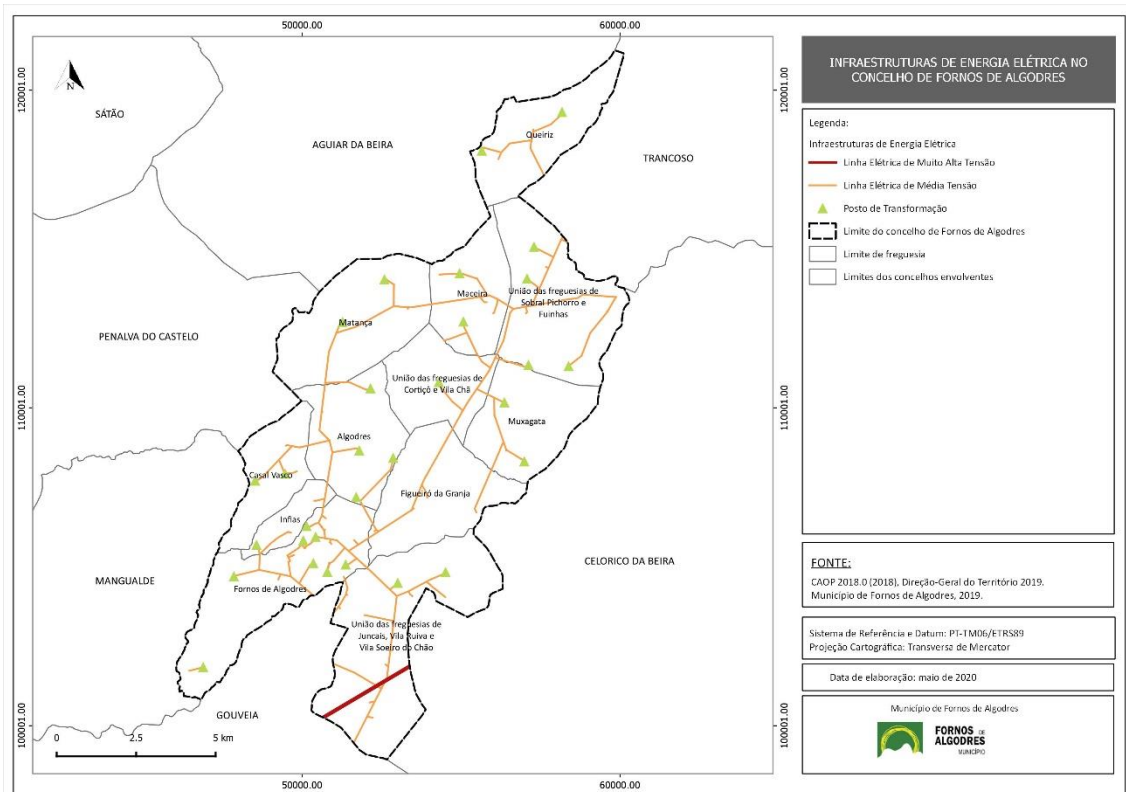 50000.00
60000.00
120001.00
110001.00
100001.00
120001.00
110001.00
100001.00
50000.00
60000.00
N
SÁTÃO
AGUIAR DA BEIRA
TRANCOSO
PENALVA DO CASTELO
MANGUALDE
GOUVEIA
CELORICO DA BEIRA
Queiriz
Maceira
União das freguesias de
Sobral Pichorro e
Fuinhas
Matança
União das freguesias de
Cortiçô e Vila Chã
Muxagata
Algodres
Casal Vasco
Figueiró da Granja
Infias
Fornos de Algodres
União das freguesias de
Juncais, Vila Ruiva e
Vila Soeiro do Chão
0 2.5 5 km
INFRAESTRUTURAS DE ENERGIA ELÉTRICA NO
CONCELHO DE FORNOS DE ALGODRES
Legenda:
Infraestruturas de Energia Elétrica
Linha Elétrica de Muito Alta Tensão
Linha Elétrica de Média Tensão
Posto de Transformação
Limite do concelho de Fornos de Algodres
Limite de freguesia
Limites dos concelhos envolventes
FONTE:
CAOP 2018.0 (2018), Direção-Geral do Território 2019.
Município de Fornos de Algodres, 2019.
Sistema de Referência e Datum: PT-TM06/ETRS89
Projeção Cartográfica: Transversa de Mercator
Data de elaboração: maio de 2020
Município de Fornos de Algodres
FORNOS DE
ALGODRES
MUNICÍPIO